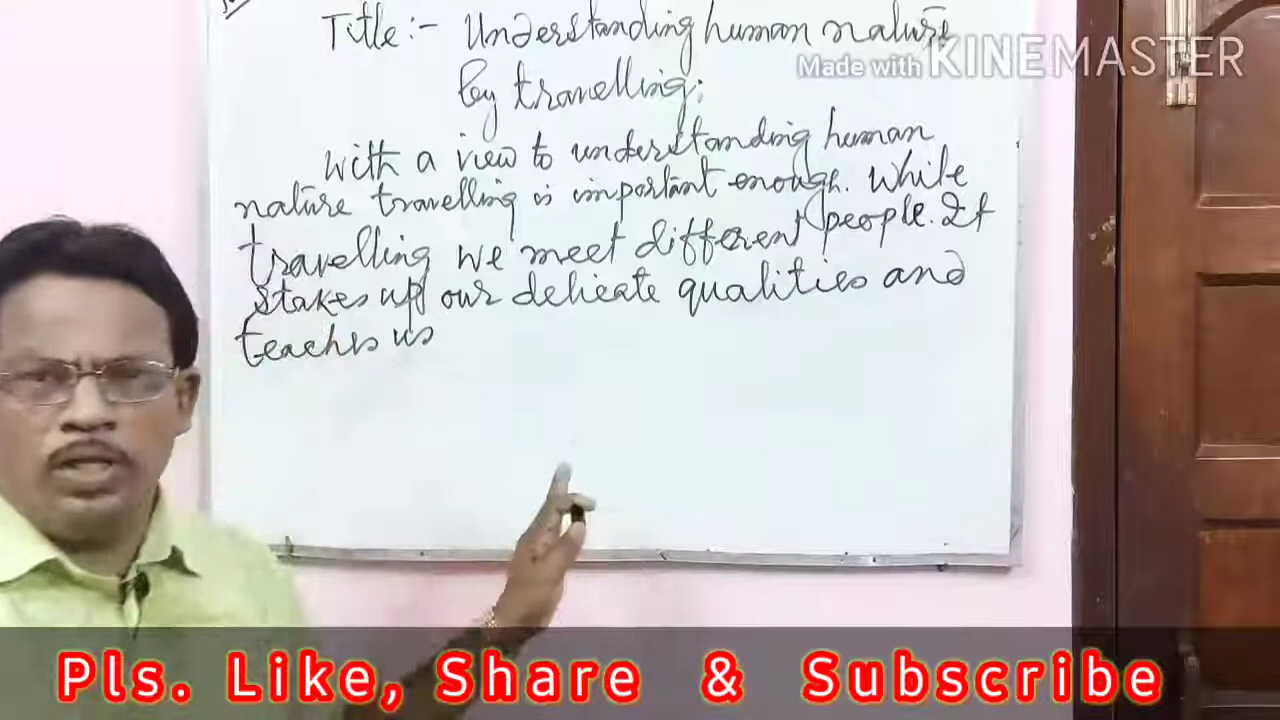 Title:- Understanding human nature
by travelling;
Made with KINEMASTER
With a view to understanding human
nature travelling is important enough. While
travelling we meet different people. It
stakes up our delicate qualities and
teaches us
Pls. Like, Share & Subscribe